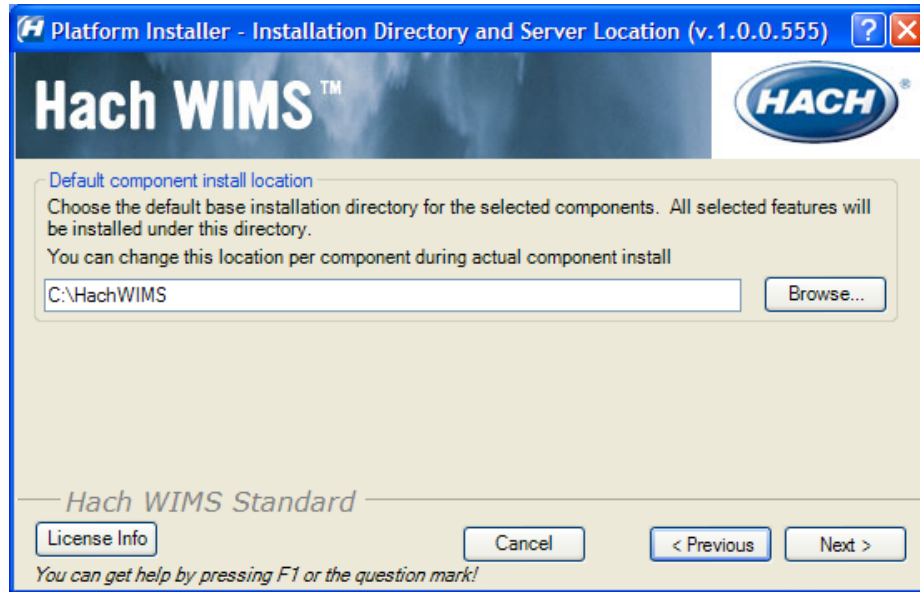 Platform Installer - Installation Directory and Server Location (v.1.0.0.555)
Hach WIMS™
HACH®
Default component install location
Choose the default base installation directory for the selected components. All selected features will
be installed under this directory.
You can change this location per component during actual component install
C:\HachWIMS
Browse...
Hach WIMS Standard
License Info
Cancel
< Previous
Next >
You can get help by pressing F1 or the question mark!